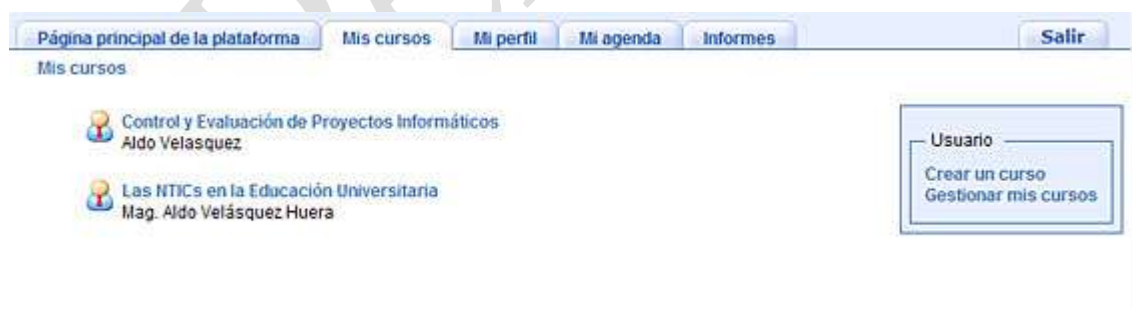 Página principal de la plataforma Mis cursos Mi perfil Mi agenda Informes Salir
Mis cursos
Control y Evaluación de Proyectos Informáticos
Aldo Velasquez
Las NTICs en la Educación Universitaria
Mag. Aldo Velásquez Huera
Usuario
Crear un curso
Gestionar mis cursos